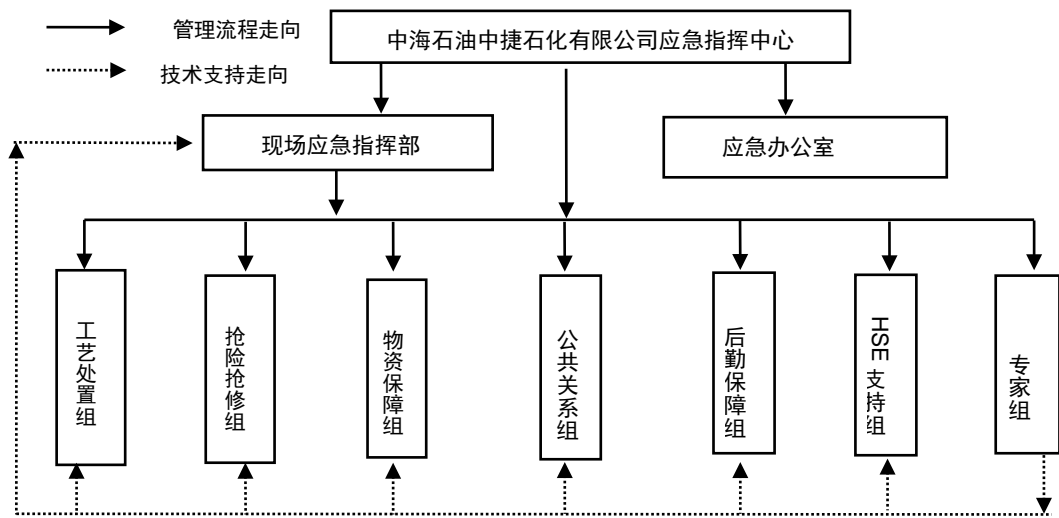 管理流程走向
中海石油中捷石化有限公司应急指挥中心
技术支持走向
现场应急指挥部
应急办公室
工艺处置组
抢险抢修组
物资保障组
公共关系组
后勤保障组
HSE 支持组
专家组